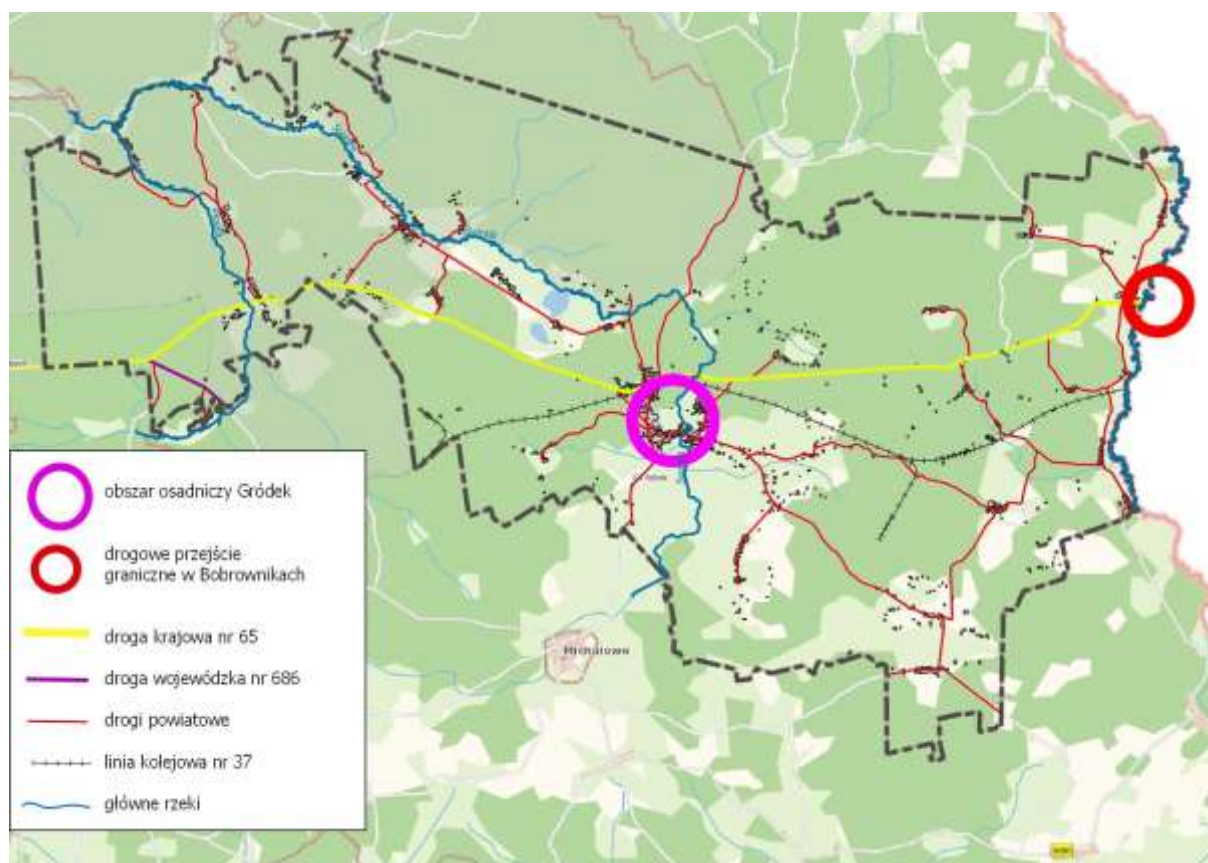 Michałowo
obszar osadniczy Gródek
drogowe przejście
graniczne w Bobrownikach
droga krajowa nr 65
droga wojewódzka nr 686
drogi powiatowe
linia kolejowa nr 37
główne rzeki